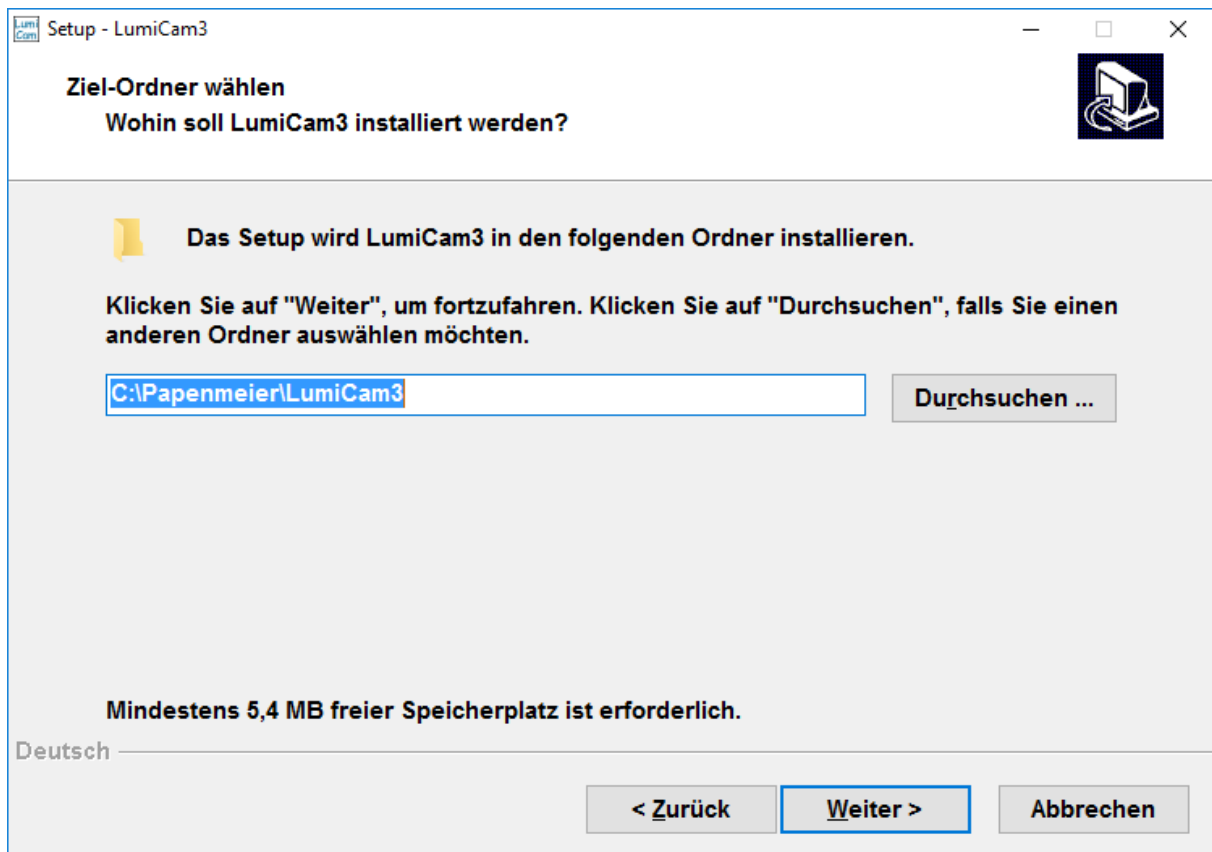 Lumi
Cam
Setup - LumiCam3
Ziel-Ordner wählen
Wohin soll LumiCam3 installiert werden?
Das Setup wird LumiCam3 in den folgenden Ordner installieren.
Klicken Sie auf "Weiter", um fortzufahren. Klicken Sie auf "Durchsuchen", falls Sie einen
anderen Ordner auswählen möchten.
C:\Papenmeier\LumiCam3
Durchsuchen ...
Mindestens 5,4 MB freier Speicherplatz ist erforderlich.
Deutsch
< Zurück
Weiter >
Abbrechen